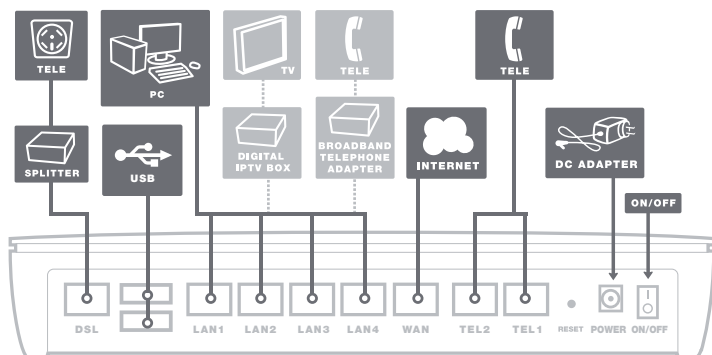 TELE
PC
TV
TELE
TELE
SPLITTER
USB
DIGITAL
IPTV BOX
BROADBAND
TELEPHONE
ADAPTER
INTERNET
DC ADAPTER
ON/OFF
DSL
LAN1
LAN2
LAN3
LAN4
WAN
TEL2
TEL1
RESET
POWER
ON/OFF